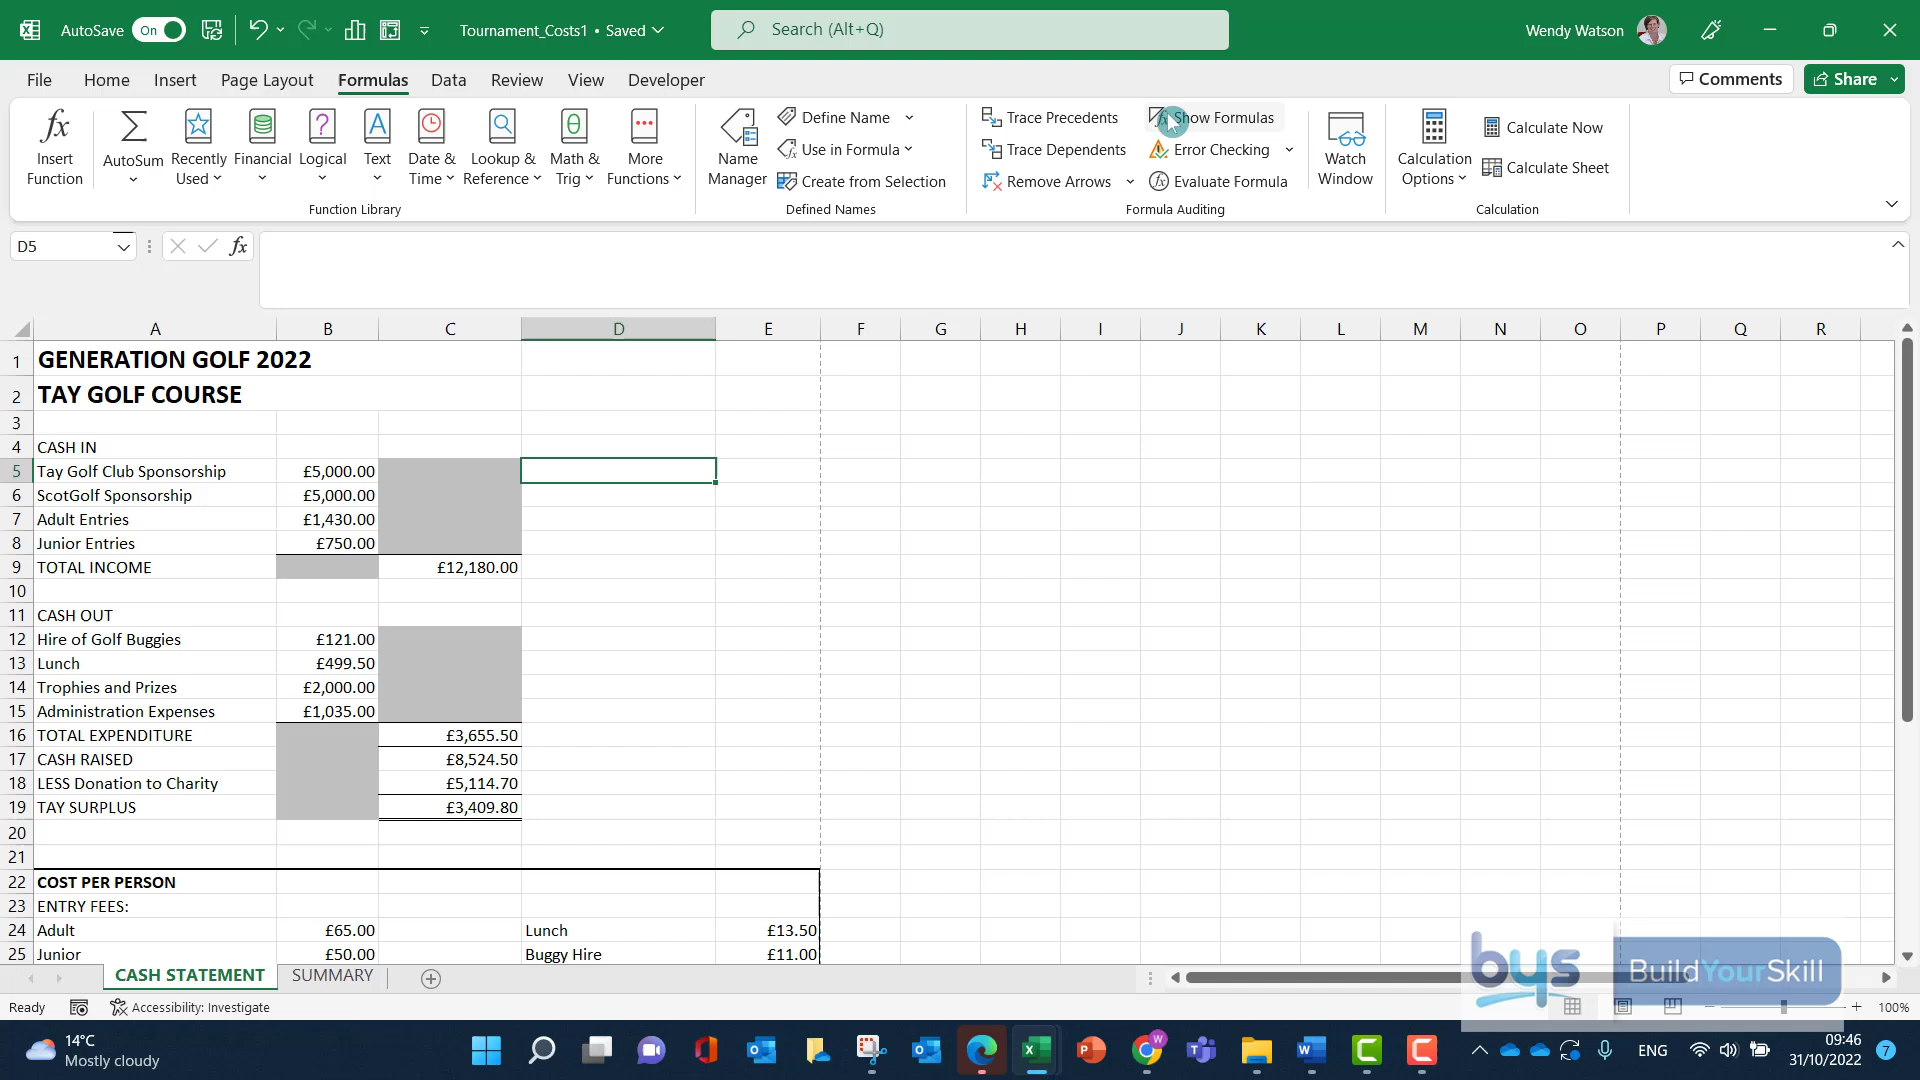 AutoSave On Tournament_Costs1 • Saved Search (Alt+Q) Wendy Watson
File Home Insert Page Layout Formulas Data Review View Developer Comments Share
Insert Function
AutoSum
Recently Used
Financial
Logical
Text
Date & Time
Lookup & Reference
Math & Trig
More Functions
Function Library
Name Manager
Define Name
Use in Formula
Create from Selection
Defined Names
Trace Precedents
Trace Dependents
Remove Arrows
Show Formulas
Error Checking
Evaluate Formula
Formula Auditing
Watch Window
Calculation Options
Calculate Now
Calculate Sheet
Calculation
D5 fx
A B C D E F G H I J K L M N O P Q R
1 GENERATION GOLF 2022
2 TAY GOLF COURSE
3
4 CASH IN
5 Tay Golf Club Sponsorship £5,000.00
6 ScotGolf Sponsorship £5,000.00
7 Adult Entries £1,430.00
8 Junior Entries £750.00
9 TOTAL INCOME £12,180.00
10
11 CASH OUT
12 Hire of Golf Buggies £121.00
13 Lunch £499.50
14 Trophies and Prizes £2,000.00
15 Administration Expenses £1,035.00
16 TOTAL EXPENDITURE £3,655.50
17 CASH RAISED £8,524.50
18 LESS Donation to Charity £5,114.70
19 TAY SURPLUS £3,409.80
20
21
22 COST PER PERSON
23 ENTRY FEES:
24 Adult £65.00 Lunch £13.50
25 Junior £50.00 Buggy Hire £11.00
bys BuildYourSkill
CASH STATEMENT SUMMARY
Ready Accessibility: Investigate 100%
14°C
Mostly cloudy
ENG
09:46
31/10/2022
7